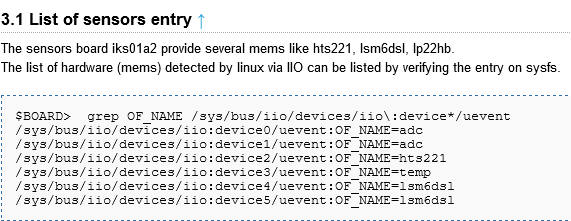 3.1 List of sensors entry ↑
The sensors board iks01a2 provide several mems like hts221, lsm6dsl, lp22hb.
The list of hardware (mems) detected by linux via IIO can be listed by verifying the entry on sysfs.
$BOARD>  grep OF_NAME /sys/bus/iio/devices/iio\:device*/uevent
/sys/bus/iio/devices/iio:device0/uevent:OF_NAME=adc
/sys/bus/iio/devices/iio:device1/uevent:OF_NAME=adc
/sys/bus/iio/devices/iio:device2/uevent:OF_NAME=hts221
/sys/bus/iio/devices/iio:device3/uevent:OF_NAME=temp
/sys/bus/iio/devices/iio:device4/uevent:OF_NAME=lsm6dsl
/sys/bus/iio/devices/iio:device5/uevent:OF_NAME=lsm6dsl